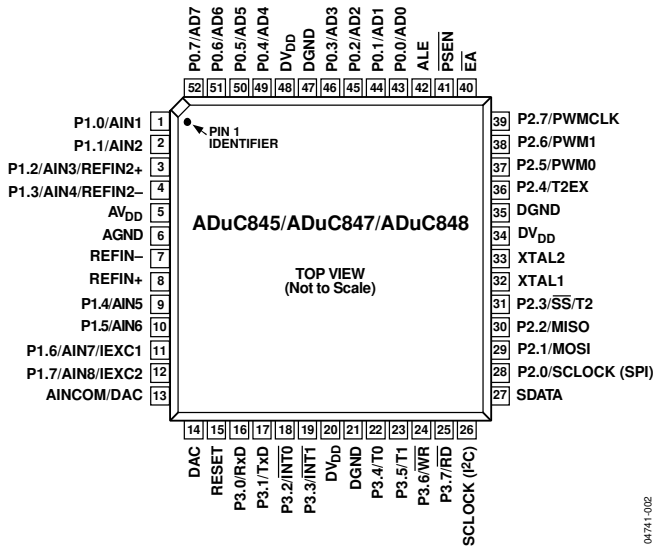 P0.7/AD7
P0.6/AD6
P0.5/AD5
P0.4/AD4
DVDD
DGND
P0.3/AD3
P0.2/AD2
P0.1/AD1
P0.0/AD0
ALE
PSEN
EA
52 51 50 49 48 47 46 45 44 43 42 41 40
P1.0/AIN1 1
P1.1/AIN2 2
P1.2/AIN3/REFIN2+ 3
P1.3/AIN4/REFIN2– 4
AVDD 5
AGND 6
REFIN– 7
REFIN+ 8
P1.4/AIN5 9
P1.5/AIN6 10
P1.6/AIN7/IEXC1 11
P1.7/AIN8/IEXC2 12
AINCOM/DAC 13
PIN 1
IDENTIFIER
ADuC845/ADuC847/ADuC848
TOP VIEW
(Not to Scale)
39 P2.7/PWMCLK
38 P2.6/PWM1
37 P2.5/PWM0
36 P2.4/T2EX
35 DGND
34 DVDD
33 XTAL2
32 XTAL1
31 P2.3/SS/T2
30 P2.2/MISO
29 P2.1/MOSI
28 P2.0/SCLOCK (SPI)
27 SDATA
14 15 16 17 18 19 20 21 22 23 24 25 26
DAC
RESET
P3.0/RxD
P3.1/TxD
P3.2/INT0
P3.3/INT1
DVDD
DGND
P3.4/T0
P3.5/T1
P3.6/WR
P3.7/RD
SCLOCK (I²C)
04741-002